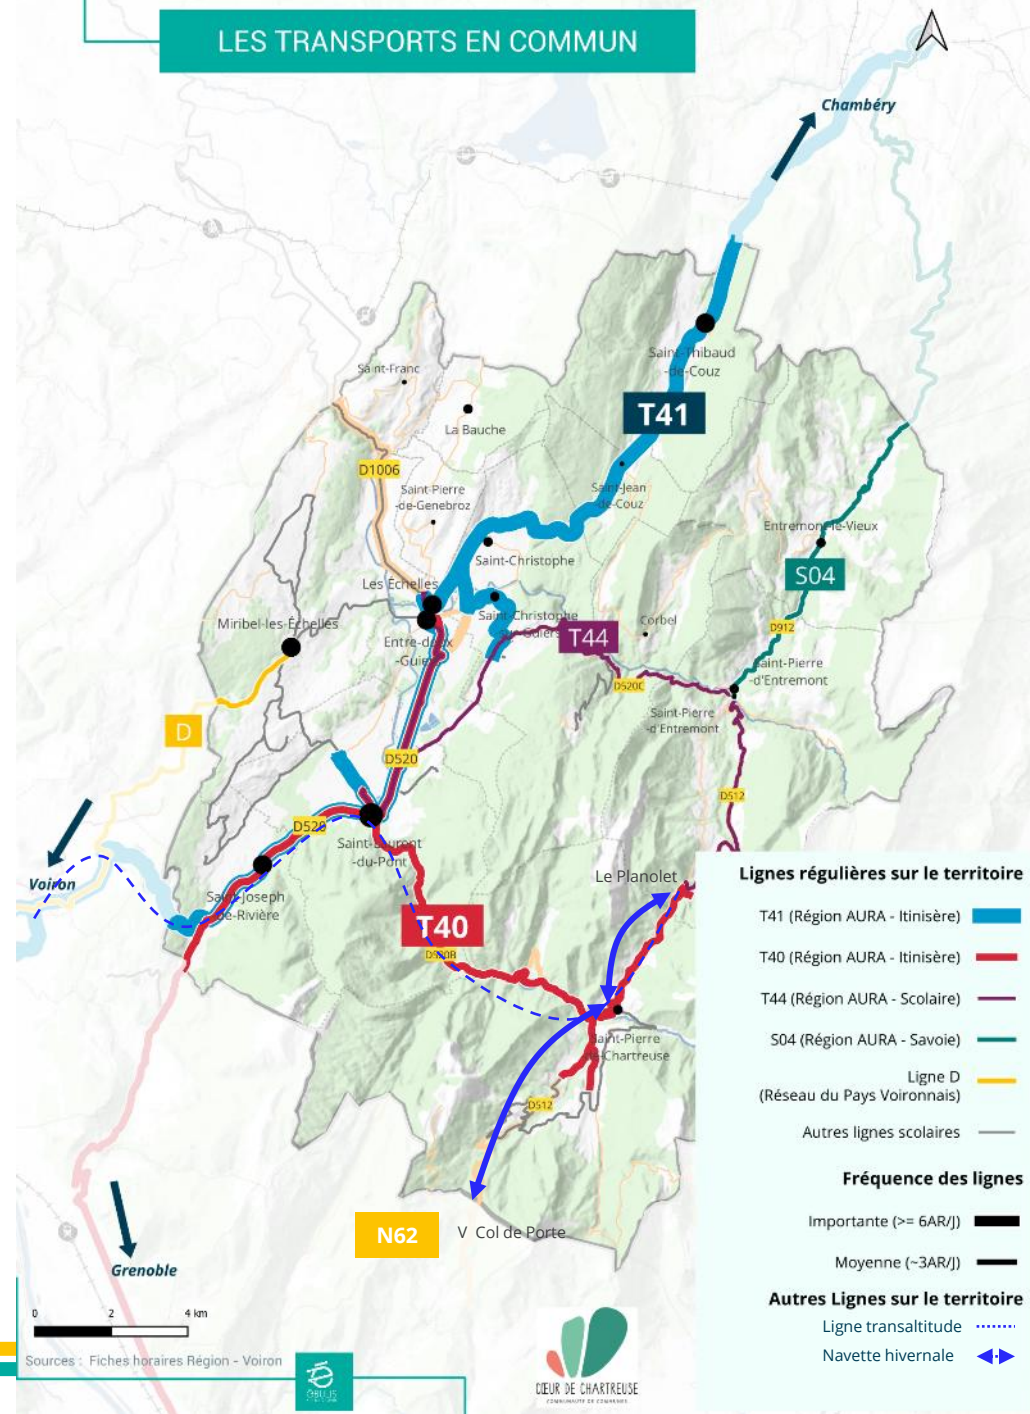 LES TRANSPORTS EN COMMUN
Chambéry
Saint-Thibaud
-de-Couz
Saint-Franc
T41
La Bauche
D1006
Saint-Pierre
-de-Genebroz
Saint-Jean
-de-Couz
Entremont-le-Vieux
Saint-Christophe
S04
Les Échelles
Saint-Christophe
-sur-Guiers
Miribel-les-Échelles
Corbel
D912
Entre-deux
-Guiers
T44
Saint-Pierre
-d'Entremont
D520C
Saint-Pierre
-d'Entremont
D
D520
D512
D520
Saint-Laurent
-du-Pont
Voiron
Saint-Joseph
-de-Rivière
Le Planolet
T40
D520B
Saint-Pierre
-de-Chartreuse
D512
N62
V Col de Porte
Grenoble
Lignes régulières sur le territoire
T41 (Région AURA - Itinisère)
T40 (Région AURA - Itinisère)
T44 (Région AURA - Scolaire)
S04 (Région AURA - Savoie)
Ligne D
(Réseau du Pays Voironnais)
Autres lignes scolaires
Fréquence des lignes
Importante (>= 6AR/J)
Moyenne (~3AR/J)
Autres Lignes sur le territoire
Ligne transaltitude
Navette hivernale
0 2 4 km
Sources : Fiches horaires Région - Voiron
CŒUR DE CHARTREUSE
COMMUNAUTÉ DE COMMUNES